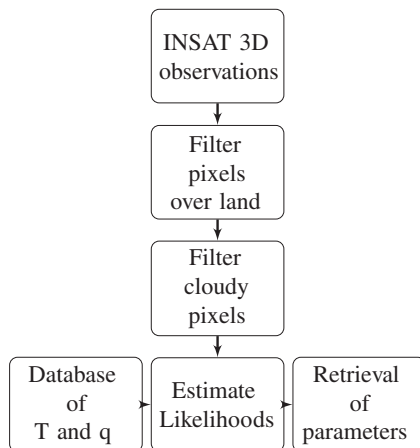 INSAT 3D
observations
Filter
pixels
over land
Filter
cloudy
pixels
Database
of
T and q
Estimate
Likelihoods
Retrieval
of
parameters